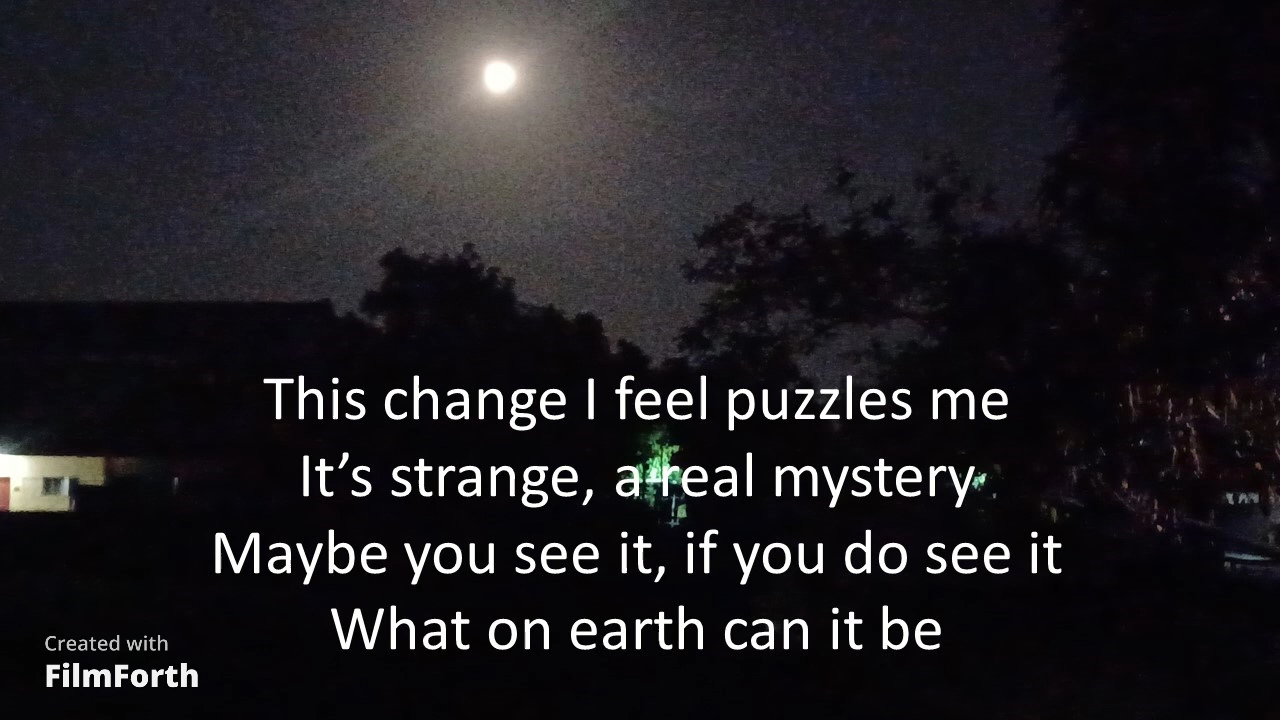 This change I feel puzzles me
It’s strange, a real mystery
Maybe you see it, if you do see it
What on earth can it be
Created with
FilmForth